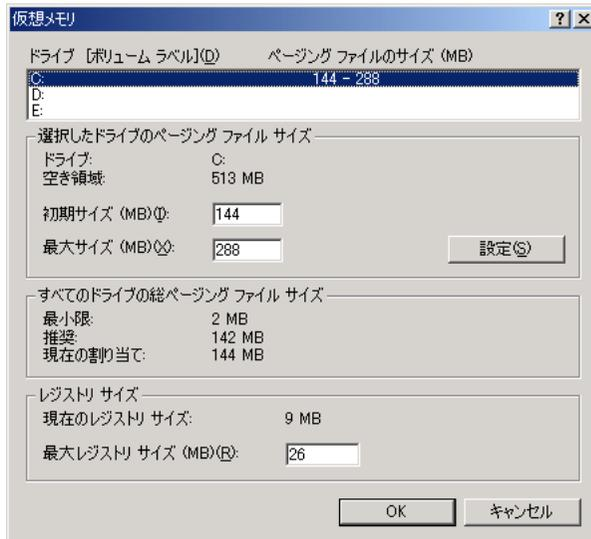 仮想メモリ
ドライブ [ボリューム ラベル](D) ページング ファイルのサイズ (MB)
C: 144 - 288
D:
E:
選択したドライブのページング ファイル サイズ
ドライブ: C:
空き領域: 513 MB
初期サイズ (MB)(I): 144
最大サイズ (MB)(X): 288
設定(S)
すべてのドライブの総ページング ファイル サイズ
最小限: 2 MB
推奨: 142 MB
現在の割り当て: 144 MB
レジストリ サイズ
現在のレジストリ サイズ: 9 MB
最大レジストリ サイズ (MB)(R): 26
OK キャンセル